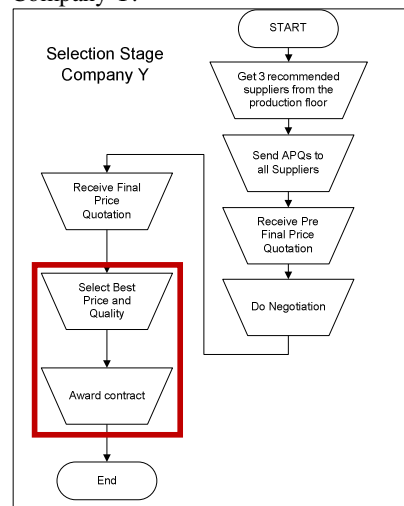 Company Y.
Selection Stage
Company Y
START
Get 3 recommended
suppliers from the
production floor
Send APQs to
all Suppliers
Receive Pre
Final Price
Quotation
Do Negotiation
Receive Final
Price
Quotation
Select Best
Price and
Quality
Award contract
End